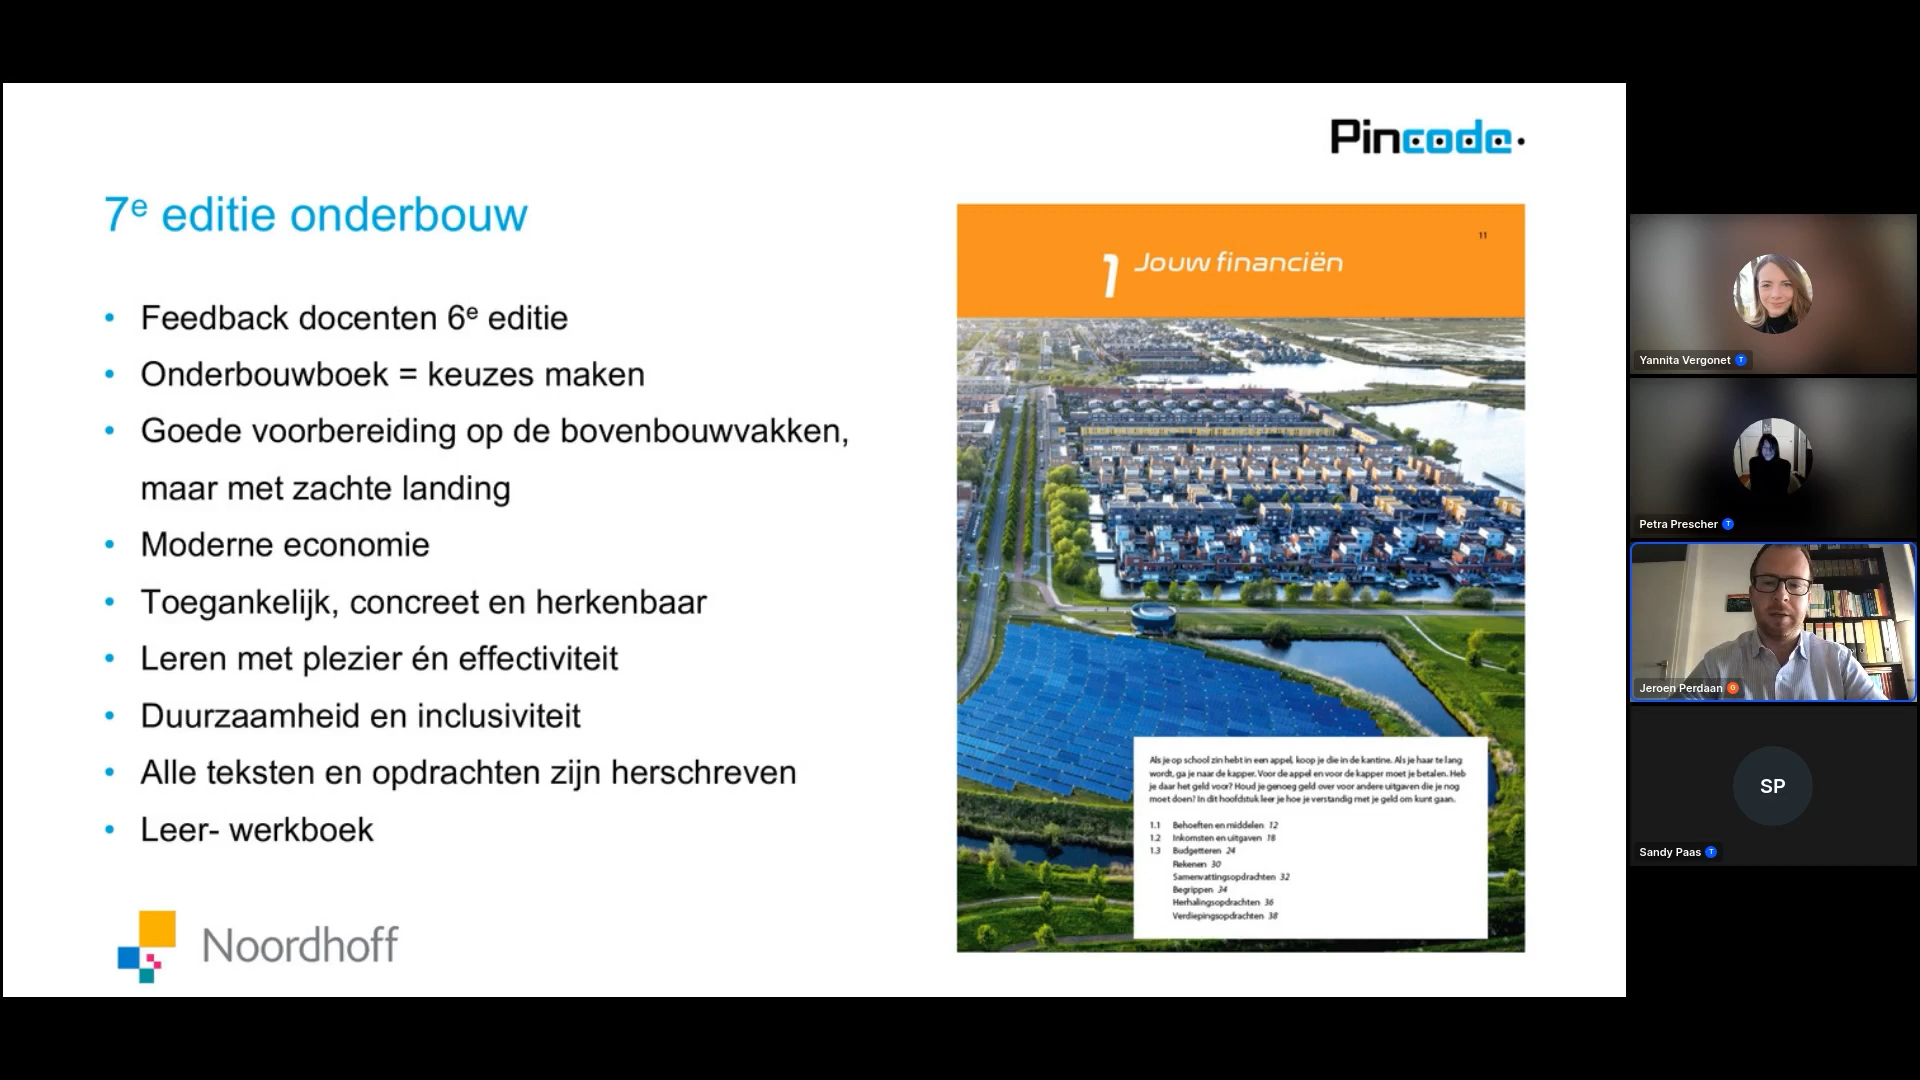 Pincode
7e editie onderbouw
• Feedback docenten 6e editie
• Onderbouwboek = keuzes maken
• Goede voorbereiding op de bovenbouwvakken,
maar met zachte landing
• Moderne economie
• Toegankelijk, concreet en herkenbaar
• Leren met plezier én effectiviteit
• Duurzaamheid en inclusiviteit
• Alle teksten en opdrachten zijn herschreven
• Leer- werkboek
Noordhoff
11
1 Jouw financiën
Als je op school zin hebt in een appel, koop je die in de kantine. Als je haar te lang
wordt, ga je naar de kapper. Voor de appel en voor de kapper moet je betalen. Heb
je daar het geld voor? Houd je genoeg geld over voor andere uitgaven die je nog
moet doen? In dit hoofdstuk leer je hoe je verstandig met je geld om kunt gaan.
1.1 Behoeften en middelen 12
1.2 Inkomsten en uitgaven 18
1.3 Budgetteren 24
Rekenen 30
Samenvattingsopdrachten 32
Begrippen 34
Herhalingsopdrachten 36
Verdiepingsopdrachten 38
Yannita Vergonet T
Petra Prescher T
Jeroen Perdaan G
SP
Sandy Paas T